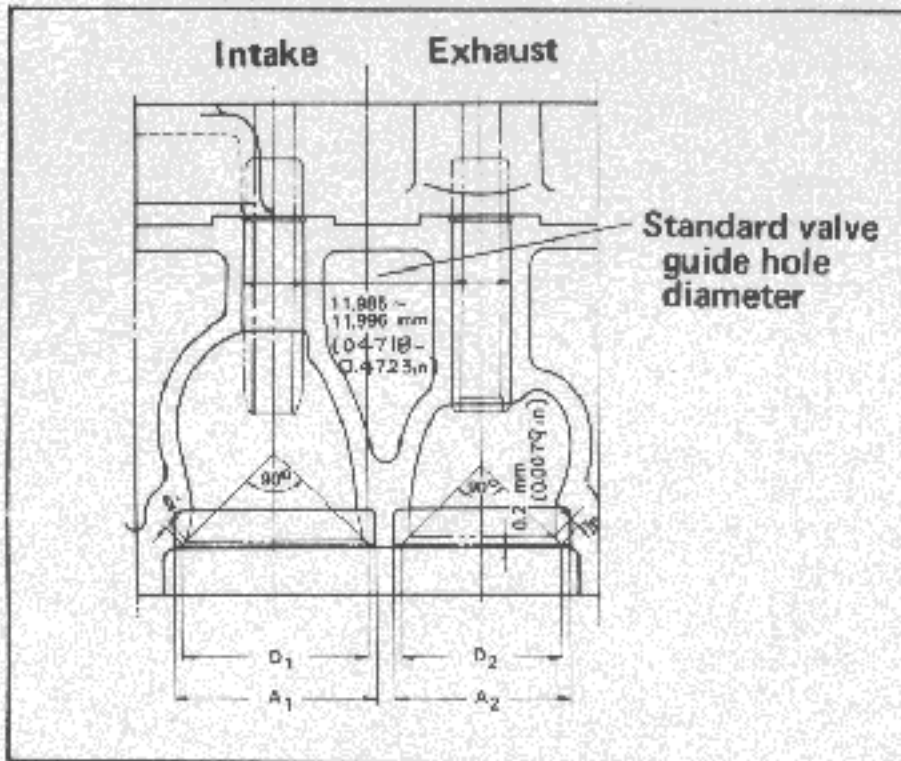 Intake
Exhaust
Standard valve
guide hole
diameter
11.985 ~
11.996 mm
(0.4718 -
0.4723 in)
90°
90°
0.2 mm
(0.0079 in)
D1
D2
A1
A2